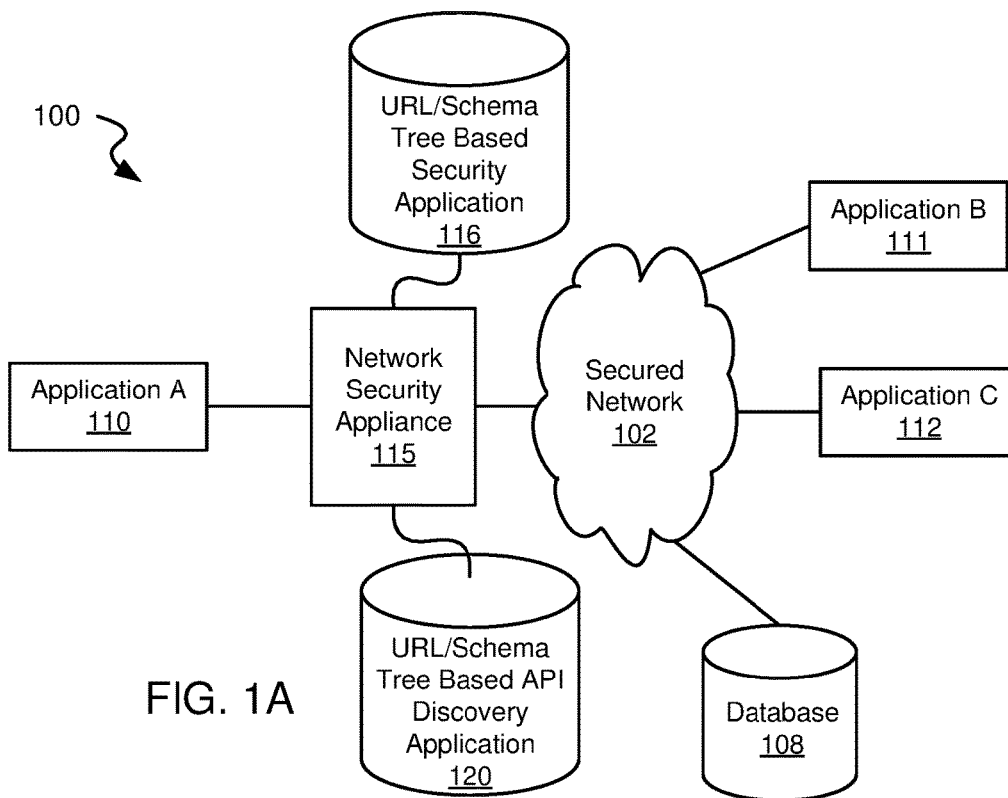 100
URL/Schema
Tree Based
Security
Application
116
Application B
111
Application A
110
Network
Security
Appliance
115
Secured
Network
102
Application C
112
URL/Schema
Tree Based API
Discovery
Application
120
Database
108
FIG. 1A